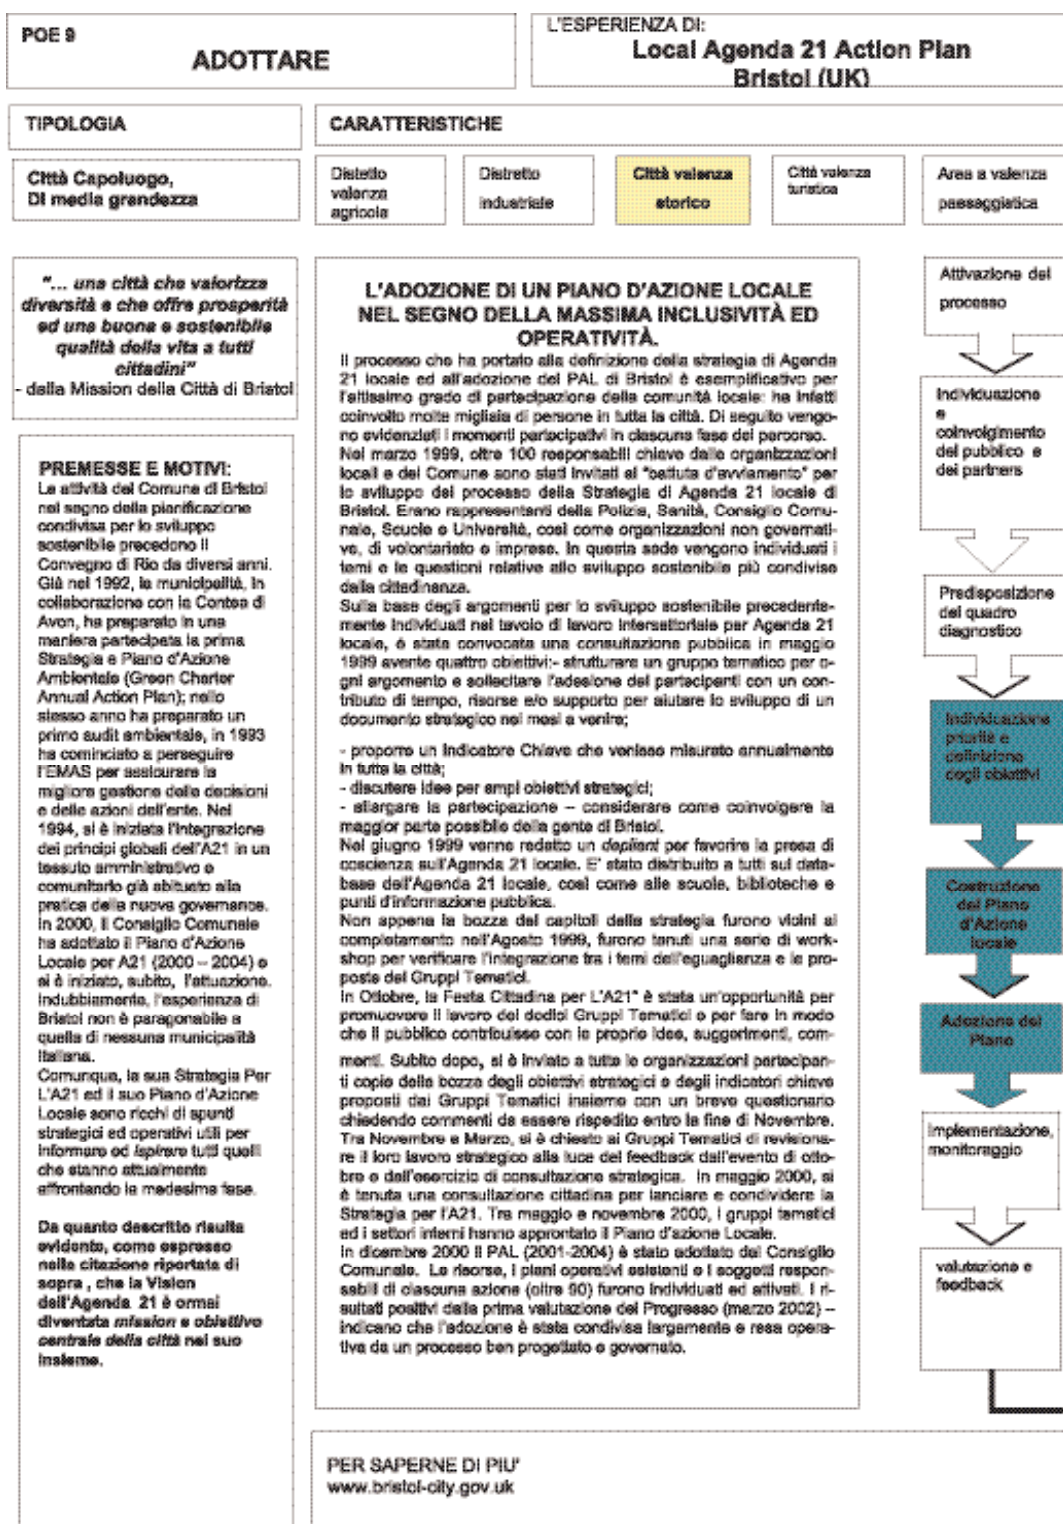 POE 9
ADOTTARE
L'ESPERIENZA DI:
Local Agenda 21 Action Plan
Bristol (UK)
TIPOLOGIA
CARATTERISTICHE
Città Capoluogo,
Di media grandezza
Distetto
valenza
agricola
Distretto
industriale
Città valenza
storico
Città valenza
turistica
Area a valenza
paesaggistica
"... una città che valorizza
diversità e che offre prosperità
ed una buona e sostenibile
qualità della vita a tutti
cittadini"
- dalla Mission della Città di Bristol
PREMESSE E MOTIVI:
Le attività del Comune di Bristol
nel segno della pianificazione
condivisa per lo sviluppo
sostenibile precedono il
Convegno di Rio da diversi anni.
Già nel 1992, la municipalità, in
collaborazione con la Contea di
Avon, ha preparato in una
maniera partecipata la prima
Strategia e Piano d'Azione
Ambientale (Green Charter
Annual Action Plan); nello
stesso anno ha preparato un
primo audit ambientale, in 1993
ha cominciato a perseguire
l'EMAS per assicurare la
migliore gestione delle decisioni
e delle azioni dell'ente. Nel
1994, si è iniziata l'integrazione
dei principi globali dell'A21 in un
tessuto amministrativo e
comunitario già abituato alla
pratica della nuova governance.
In 2000, il Consiglio Comunale
ha adottato il Piano d'Azione
Locale per A21 (2000 – 2004) e
si è iniziato, subito, l'attuazione.
Indubbiamente, l'esperienza di
Bristol non è paragonabile a
quella di nessuna municipalità
italiana.
Comunque, la sua Strategia Per
L'A21 ed il suo Piano d'Azione
Locale sono ricchi di spunti
strategici ed operativi utili per
informare ed ispirare tutti quelli
che stanno attualmente
affrontando la medesima fase.
Da quanto descritto risulta
evidente, come espresso
nella citazione riportata di
sopra , che la Vision
dell'Agenda 21 è ormai
diventata mission e obiettivo
centrale della città nel suo
insieme.
L'ADOZIONE DI UN PIANO D'AZIONE LOCALE
NEL SEGNO DELLA MASSIMA INCLUSIVITÀ ED
OPERATIVITÀ.
Il processo che ha portato alla definizione della strategia di Agenda
21 locale ed all'adozione del PAL di Bristol è esemplificativo per
l'altissimo grado di partecipazione della comunità locale: ha infatti
coinvolto molte migliaia di persone in tutta la città. Di seguito vengo-
no evidenziati i momenti partecipativi in ciascuna fase del percorso.
Nel marzo 1999, oltre 100 responsabili chiave dalle organizzazioni
locali e del Comune sono stati invitati al "battuta d'avviamento" per
lo sviluppo del processo della Strategia di Agenda 21 locale di
Bristol. Erano rappresentanti della Polizia, Sanità, Consiglio Comu-
nale, Scuole e Università, così come organizzazioni non governati-
ve, di volontariato e imprese. In questa sede vengono individuati i
temi e le questioni relative allo sviluppo sostenibile più condivise
dalla cittadinanza.
Sulla base degli argomenti per lo sviluppo sostenibile precedente-
mente individuati nel tavolo di lavoro intersettoriale per Agenda 21
locale, è stata convocata una consultazione pubblica in maggio
1999 avente quattro obiettivi:- strutturare un gruppo tematico per o-
gni argomento e sollecitare l'adesione dei partecipanti con un con-
tributo di tempo, risorse e/o supporto per aiutare lo sviluppo di un
documento strategico nei mesi a venire;
- proporre un Indicatore Chiave che venisse misurato annualmente
in tutta la città;
- discutere idee per ampi obiettivi strategici;
- allargare la partecipazione – considerare come coinvolgere la
maggior parte possibile della gente di Bristol.
Nel giugno 1999 venne redatto un depliant per favorire la presa di
coscienza sull'Agenda 21 locale. E' stato distribuito a tutti sul data-
base dell'Agenda 21 locale, così come alle scuole, biblioteche e
punti d'informazione pubblica.
Non appena la bozza dei capitoli della strategia furono vicini al
completamento nell'Agosto 1999, furono tenuti una serie di work-
shop per verificare l'integrazione tra i temi dell'eguaglianza e le pro-
poste dei Gruppi Tematici.
In Ottobre, la Festa Cittadina per L'A21" è stata un'opportunità per
promuovere il lavoro dei dodici Gruppi Tematici e per fare in modo
che il pubblico contribuisse con le proprie idee, suggerimenti, com-
menti. Subito dopo, si è inviato a tutte le organizzazioni partecipan-
ti copie della bozza degli obiettivi strategici e degli indicatori chiave
proposti dai Gruppi Tematici insieme con un breve questionario
chiedendo commenti da essere rispedito entro la fine di Novembre.
Tra Novembre e Marzo, si è chiesto ai Gruppi Tematici di revisiona-
re il loro lavoro strategico alla luce del feedback dall'evento di otto-
bre e dall'esercizio di consultazione strategica. In maggio 2000, si
è tenuta una consultazione cittadina per lanciare e condividere la
Strategia per l'A21. Tra maggio e novembre 2000, i gruppi tematici
ed i settori interni hanno approntato il Piano d'azione Locale.
In dicembre 2000 il PAL (2001-2004) è stato adottato dal Consiglio
Comunale. Le risorse, i piani operativi esistenti e i soggetti respon-
sabili di ciascuna azione (oltre 90) furono individuati ed attivati. I ri-
sultati positivi dalla prima valutazione del Progresso (marzo 2002) –
indicano che l'adozione è stata condivisa largamente e resa opera-
tiva da un processo ben progettato e governato.
Attivazione del
processo
Individuazione
e
coinvolgimento
del pubblico e
dei partners
Predisposizione
del quadro
diagnostico
Individuazione
priorità e
definizione
degli obiettivi
Costruzione
del Piano
d'Azione
locale
Adozione del
Piano
Implementazione,
monitoraggio
valutazione e
feedback
PER SAPERNE DI PIU'
www.bristol-city.gov.uk